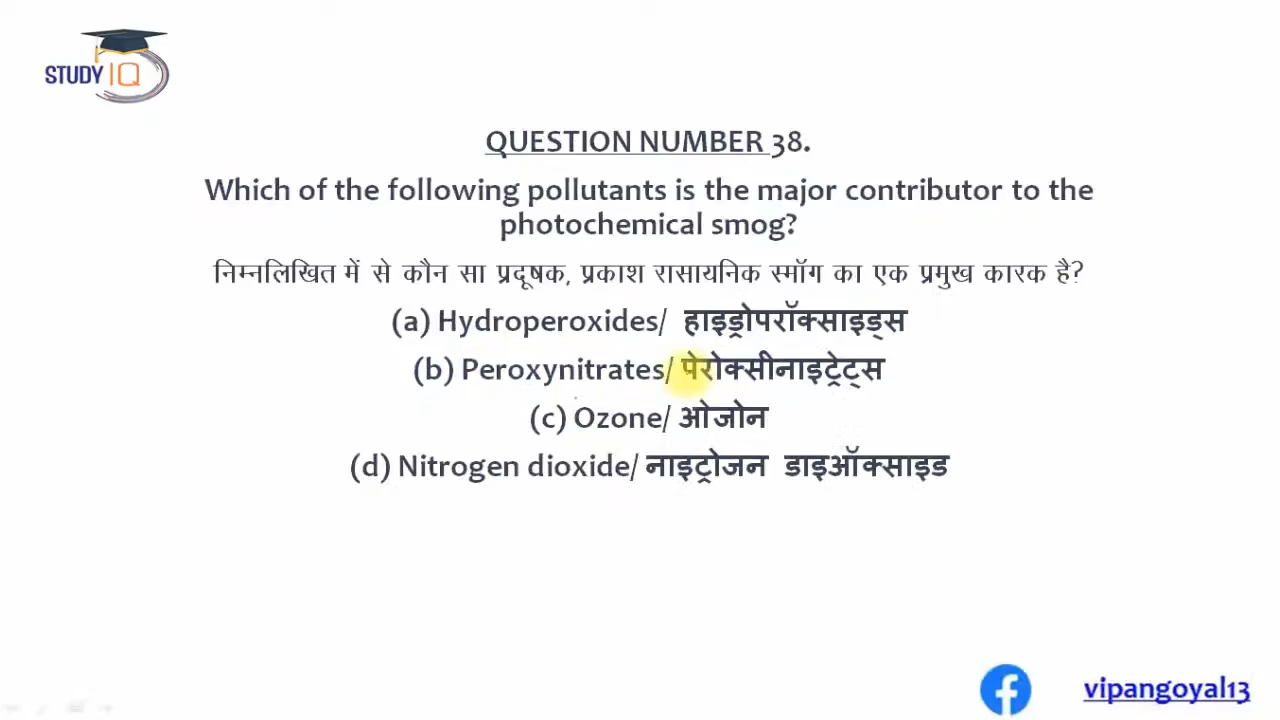 STUDY IQ
QUESTION NUMBER 38.
Which of the following pollutants is the major contributor to the
photochemical smog?
निम्नलिखित में से कौन सा प्रदूषक, प्रकाश रासायनिक स्मॉग का एक प्रमुख कारक है?
(a) Hydroperoxides/ हाइड्रोपरॉक्साइड्स
(b) Peroxynitrates/ पेरोक्सीनाइट्रेट्स
(c) Ozone/ ओजोन
(d) Nitrogen dioxide/ नाइट्रोजन डाइऑक्साइड
vipangoyal13